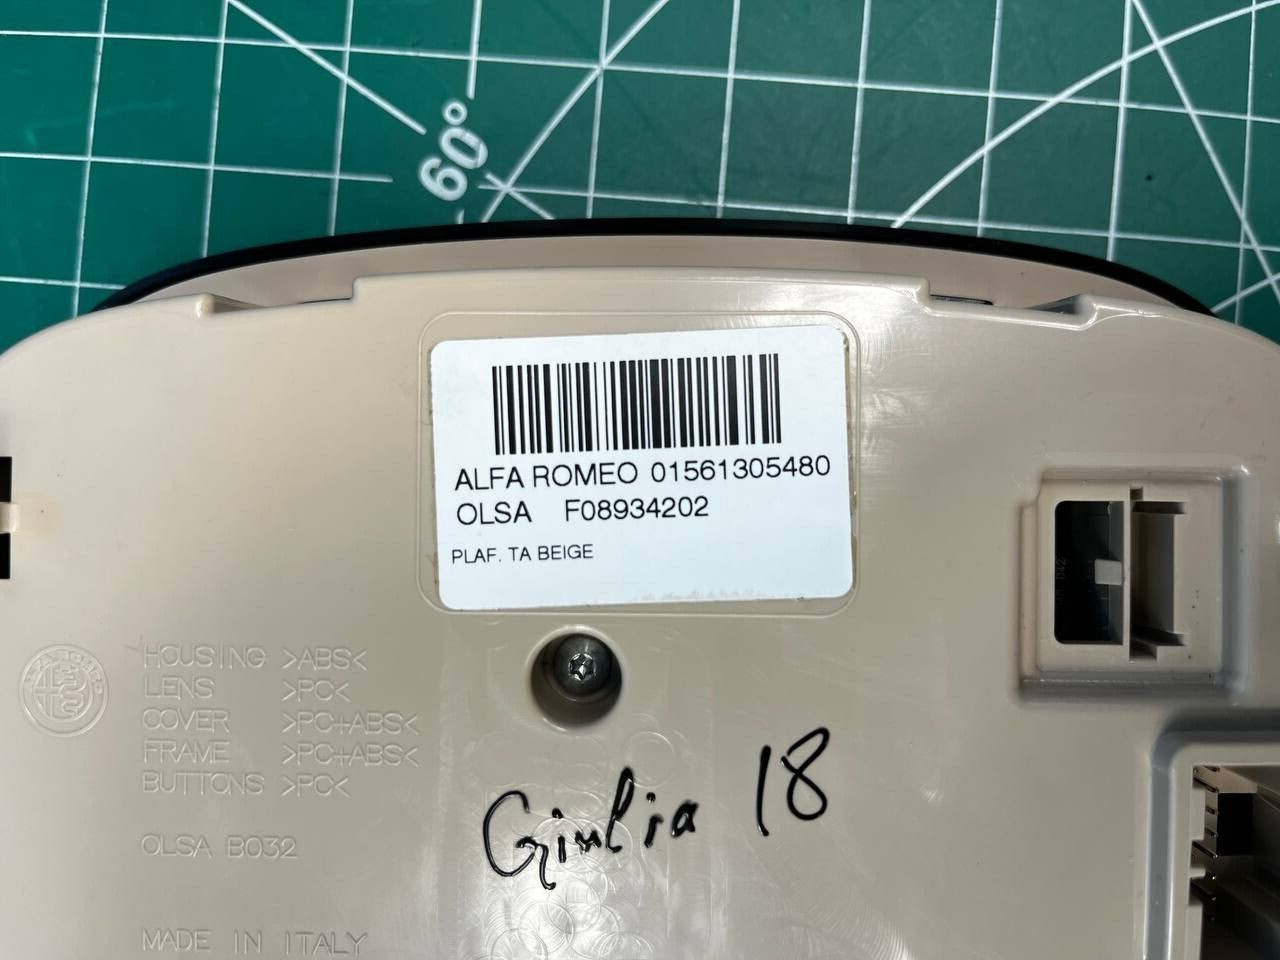 60°
ALFA ROMEO 01561305480
OLSA F08934202
PLAF. TA BEIGE
HOUSING >ABS<
LENS >PC<
COVER >PC+ABS<
FRAME >PC+ABS<
BUTTONS >PC<
Giulia 18
OLSA B032
MADE IN ITALY